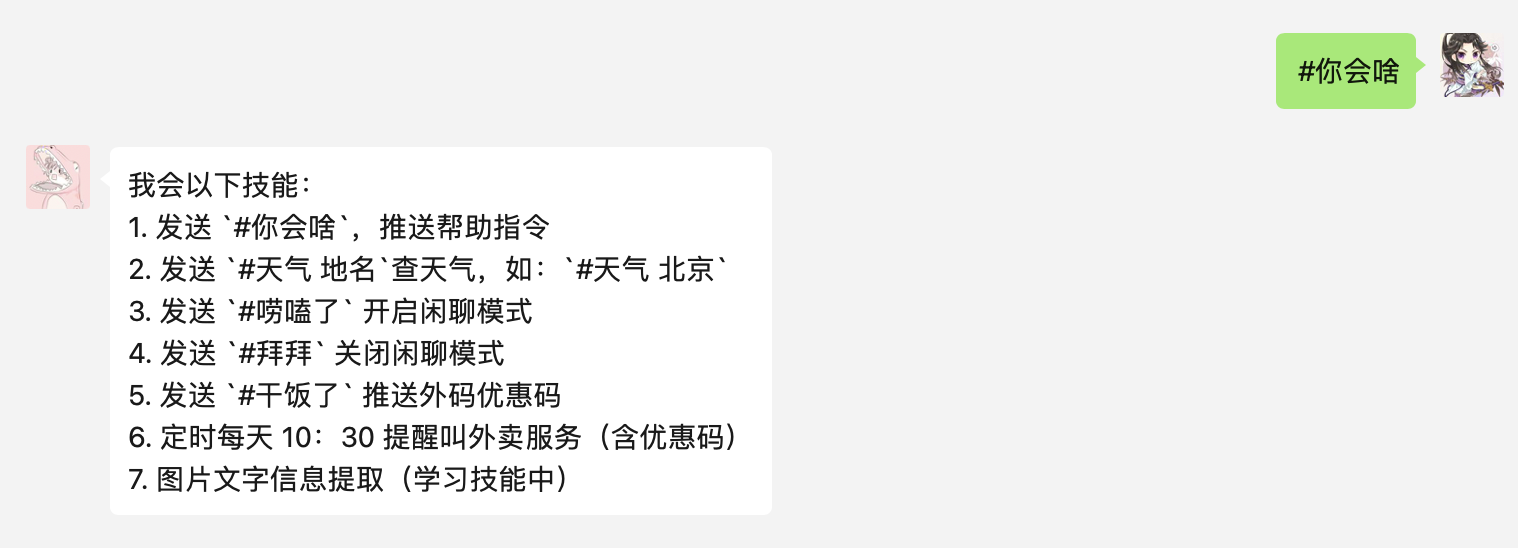 #你会啥
我会以下技能：
1. 发送 `#你会啥`，推送帮助指令
2. 发送 `#天气 地名`查天气，如：`#天气 北京`
3. 发送 `#唠嗑了` 开启闲聊模式
4. 发送 `#拜拜` 关闭闲聊模式
5. 发送 `#干饭了` 推送外码优惠码
6. 定时每天 10：30 提醒叫外卖服务（含优惠码）
7. 图片文字信息提取（学习技能中）